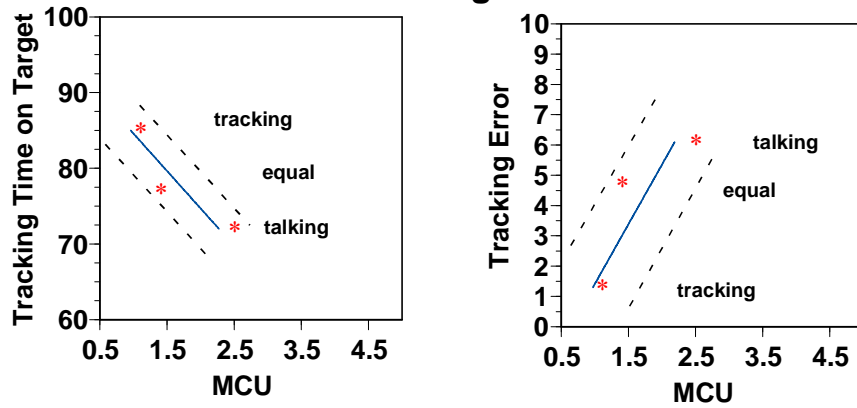 g
100
90
80
70
60
Tracking Time on Target
tracking
equal
talking
*
*
*
0.5 1.5 2.5 3.5 4.5
MCU
10
9
8
7
6
5
4
3
2
1
0
Tracking Error
talking
equal
tracking
*
*
*
0.5 1.5 2.5 3.5 4.5
MCU